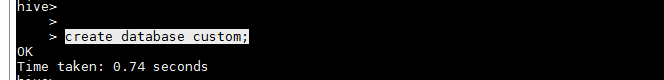 hive>
    >
    > create database custom;
OK
Time taken: 0.74 seconds